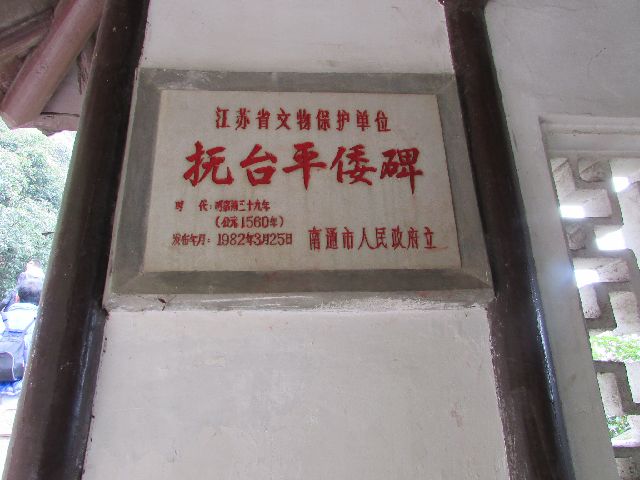 江苏省文物保护单位
抚台平倭碑
时 代：明嘉靖三十九年
（公元1560年）
发布年月：1982年3月25日 南通市人民政府立